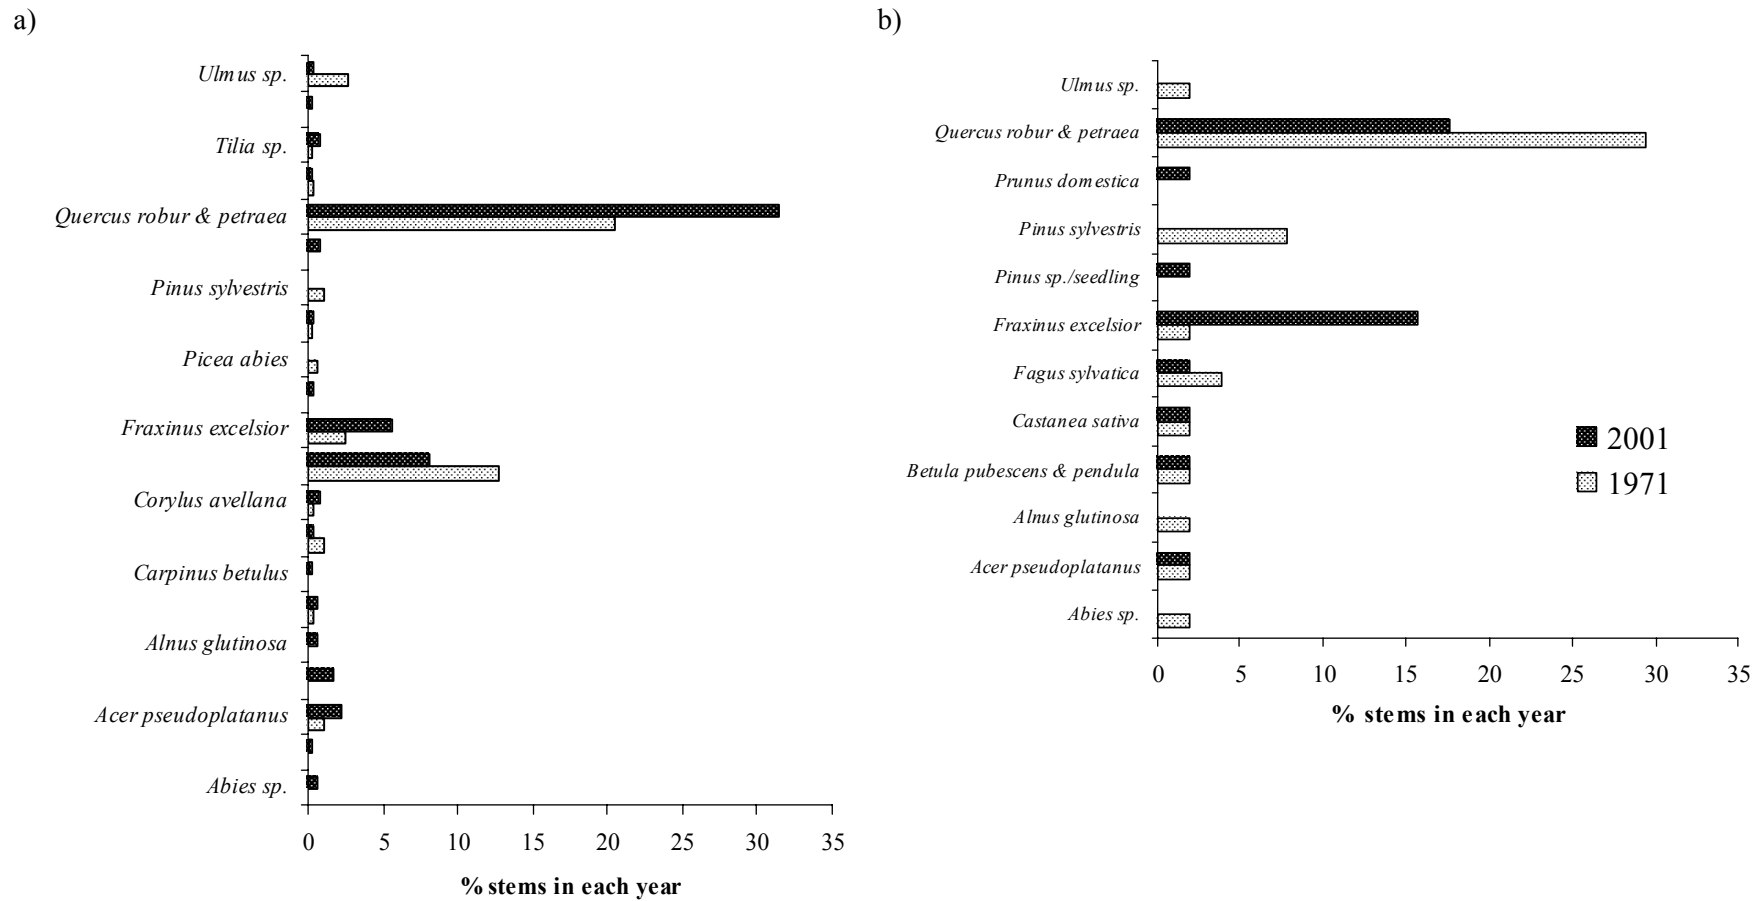 a)
Ulmus sp.
Tilia sp.
Quercus robur & petraea
Pinus sylvestris
Picea abies
Fraxinus excelsior
Corylus avellana
Carpinus betulus
Alnus glutinosa
Acer pseudoplatanus
Abies sp.
0 5 10 15 20 25 30 35
% stems in each year
b)
Ulmus sp.
Quercus robur & petraea
Prunus domestica
Pinus sylvestris
Pinus sp./seedling
Fraxinus excelsior
Fagus sylvatica
Castanea sativa
Betula pubescens & pendula
Alnus glutinosa
Acer pseudoplatanus
Abies sp.
0 5 10 15 20 25 30 35
% stems in each year
2001
1971